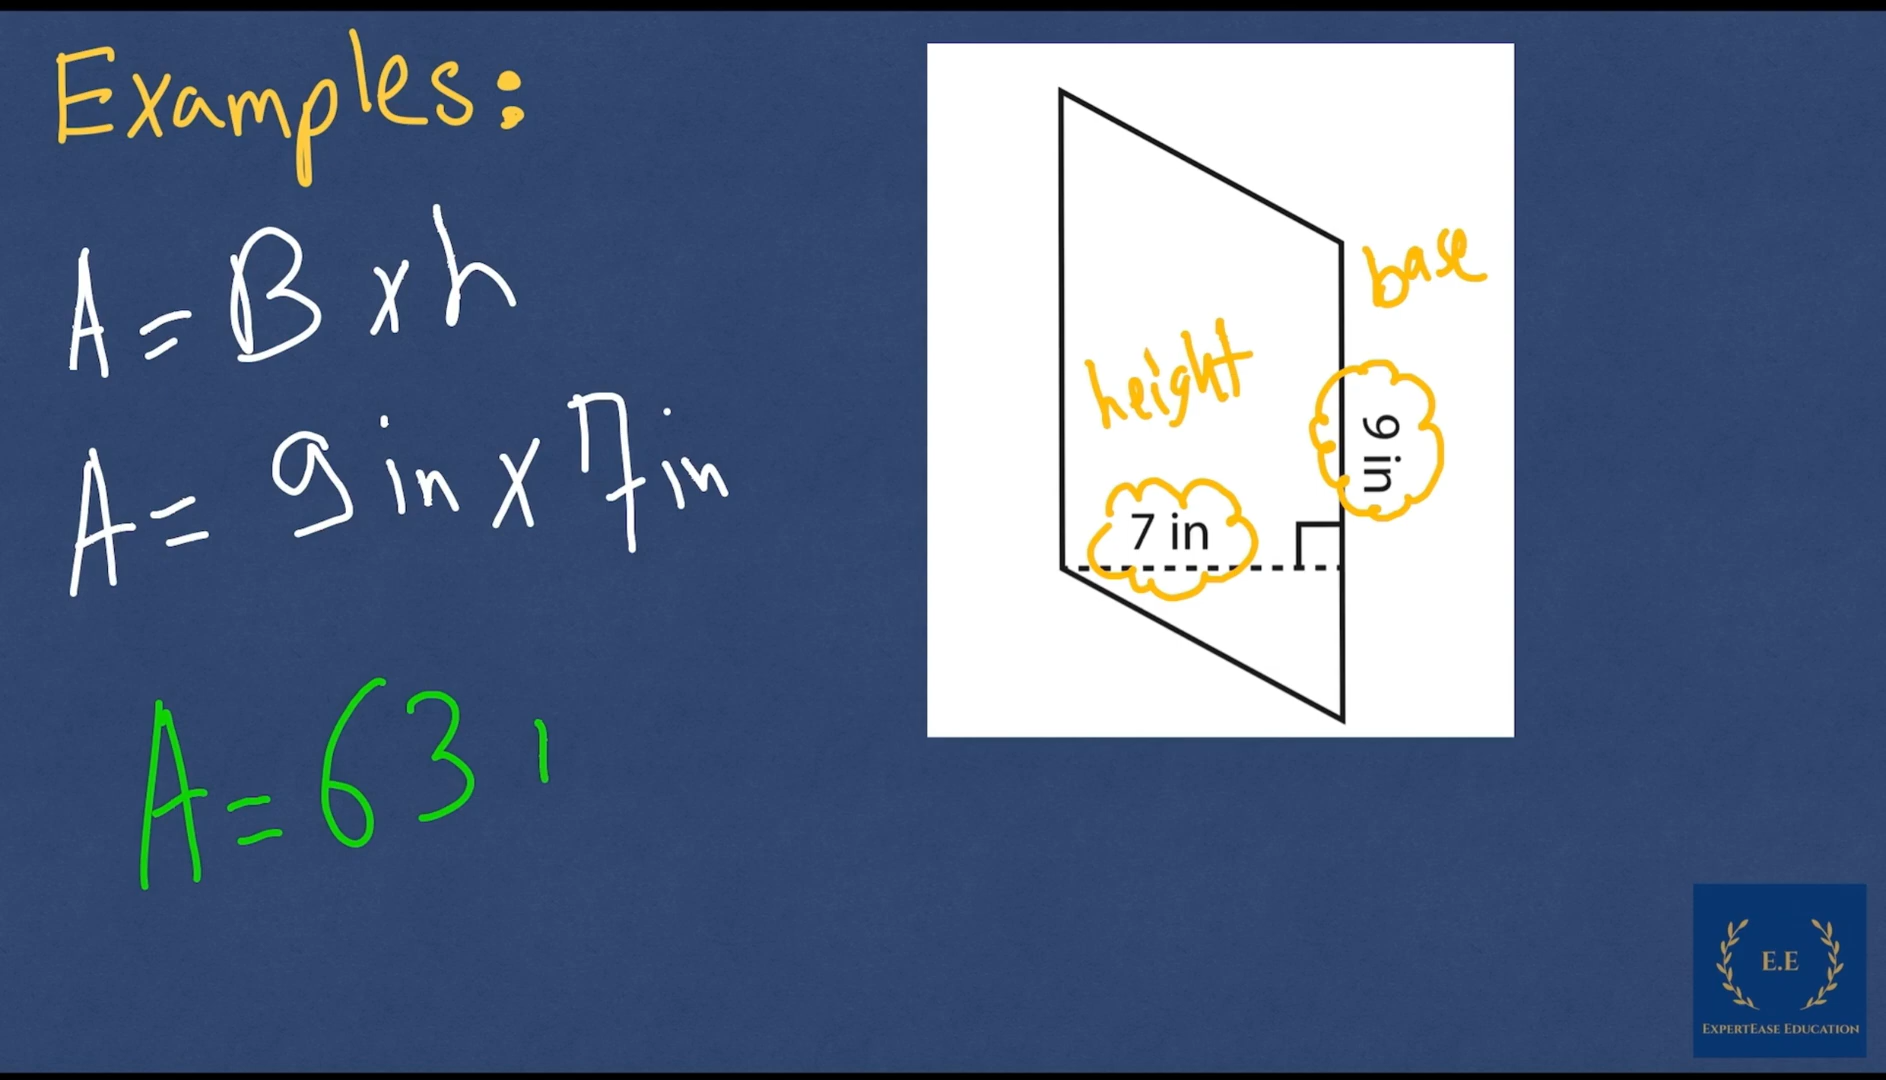 Examples:
A = B x h
A = 9 in x 7 in
A = 63 ı
base
height
9 in
7 in
E.E
EXPERTEASE EDUCATION